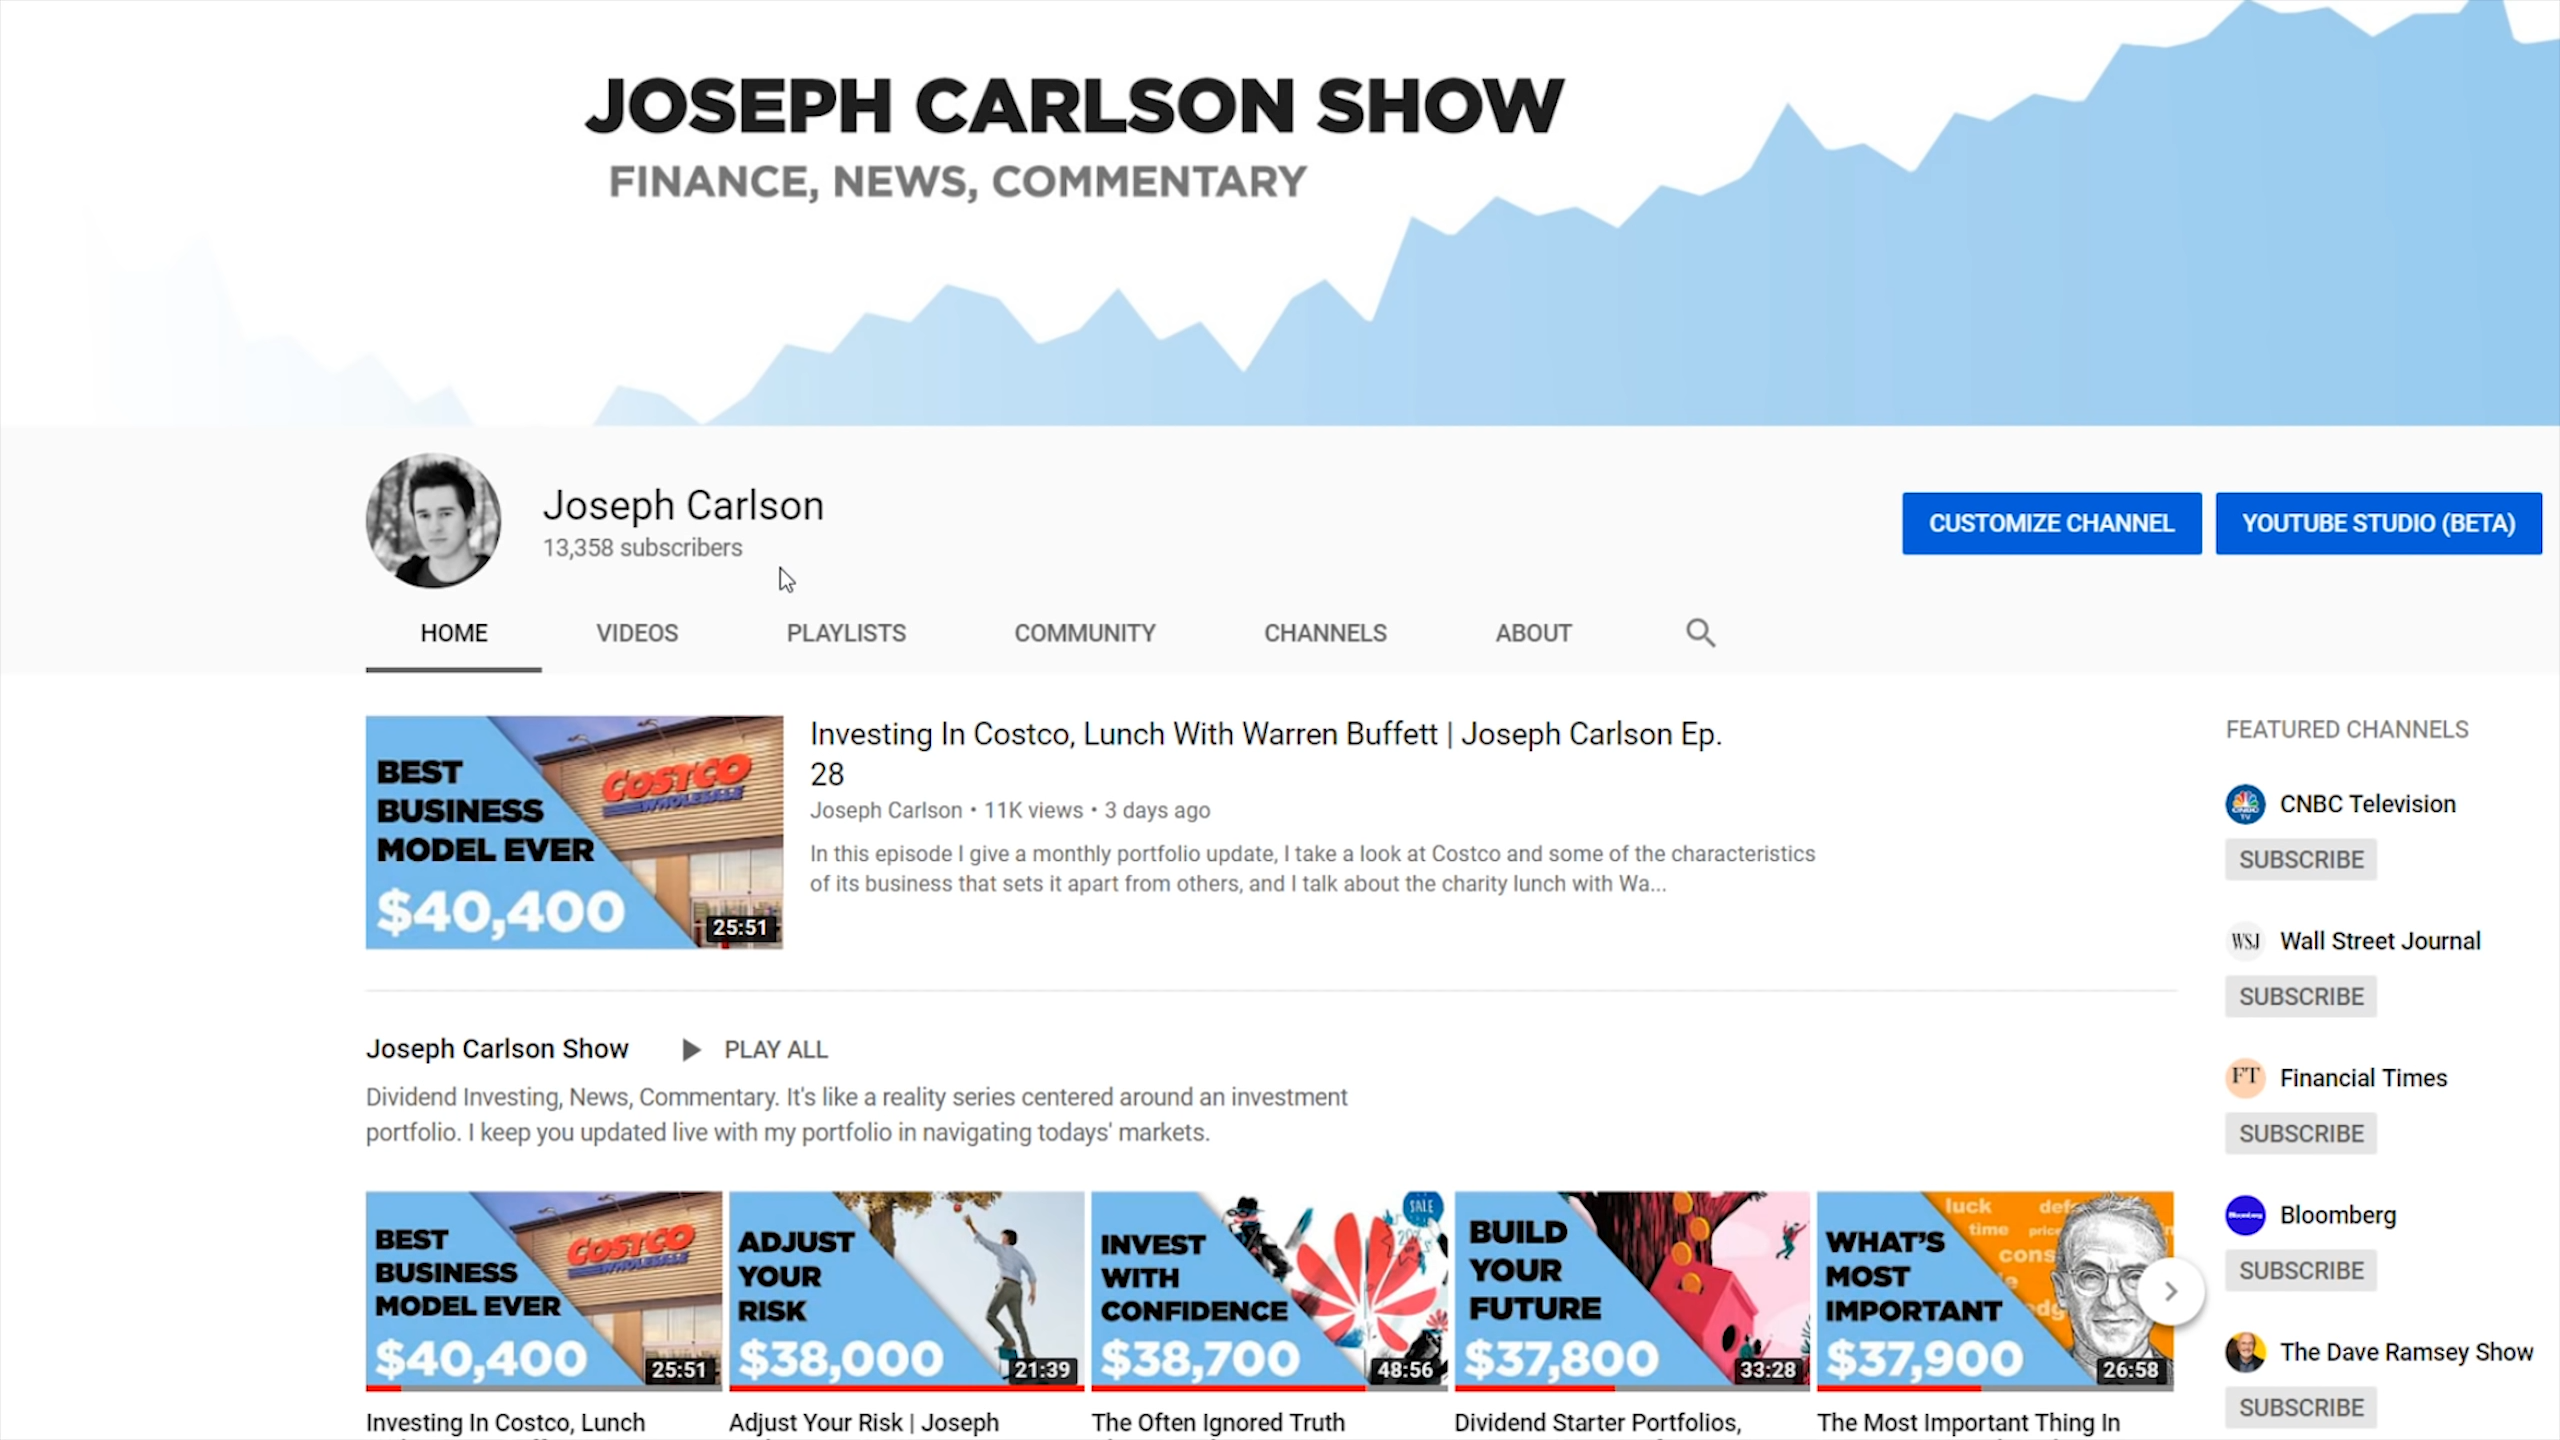 JOSEPH CARLSON SHOW
FINANCE, NEWS, COMMENTARY
Joseph Carlson
13,358 subscribers
CUSTOMIZE CHANNEL
YOUTUBE STUDIO (BETA)
HOME
VIDEOS
PLAYLISTS
COMMUNITY
CHANNELS
ABOUT
BEST
BUSINESS
MODEL EVER
$40,400
COSTCO
WHOLESALE
25:51
Investing In Costco, Lunch With Warren Buffett | Joseph Carlson Ep.
28
Joseph Carlson • 11K views • 3 days ago
In this episode I give a monthly portfolio update, I take a look at Costco and some of the characteristics
of its business that sets it apart from others, and I talk about the charity lunch with Wa...
FEATURED CHANNELS
CNBC Television
SUBSCRIBE
WSJ
Wall Street Journal
SUBSCRIBE
FT
Financial Times
SUBSCRIBE
Bloomberg
SUBSCRIBE
The Dave Ramsey Show
SUBSCRIBE
Joseph Carlson Show
PLAY ALL
Dividend Investing, News, Commentary. It's like a reality series centered around an investment
portfolio. I keep you updated live with my portfolio in navigating todays' markets.
BEST
BUSINESS
MODEL EVER
$40,400
COSTCO
WHOLESALE
25:51
Investing In Costco, Lunch
ADJUST
YOUR
RISK
$38,000
21:39
Adjust Your Risk | Joseph
INVEST
WITH
CONFIDENCE
$38,700
SALE
48:56
The Often Ignored Truth
BUILD
YOUR
FUTURE
$37,800
33:28
Dividend Starter Portfolios,
WHAT'S
MOST
IMPORTANT
$37,900
luck
time
26:58
The Most Important Thing In